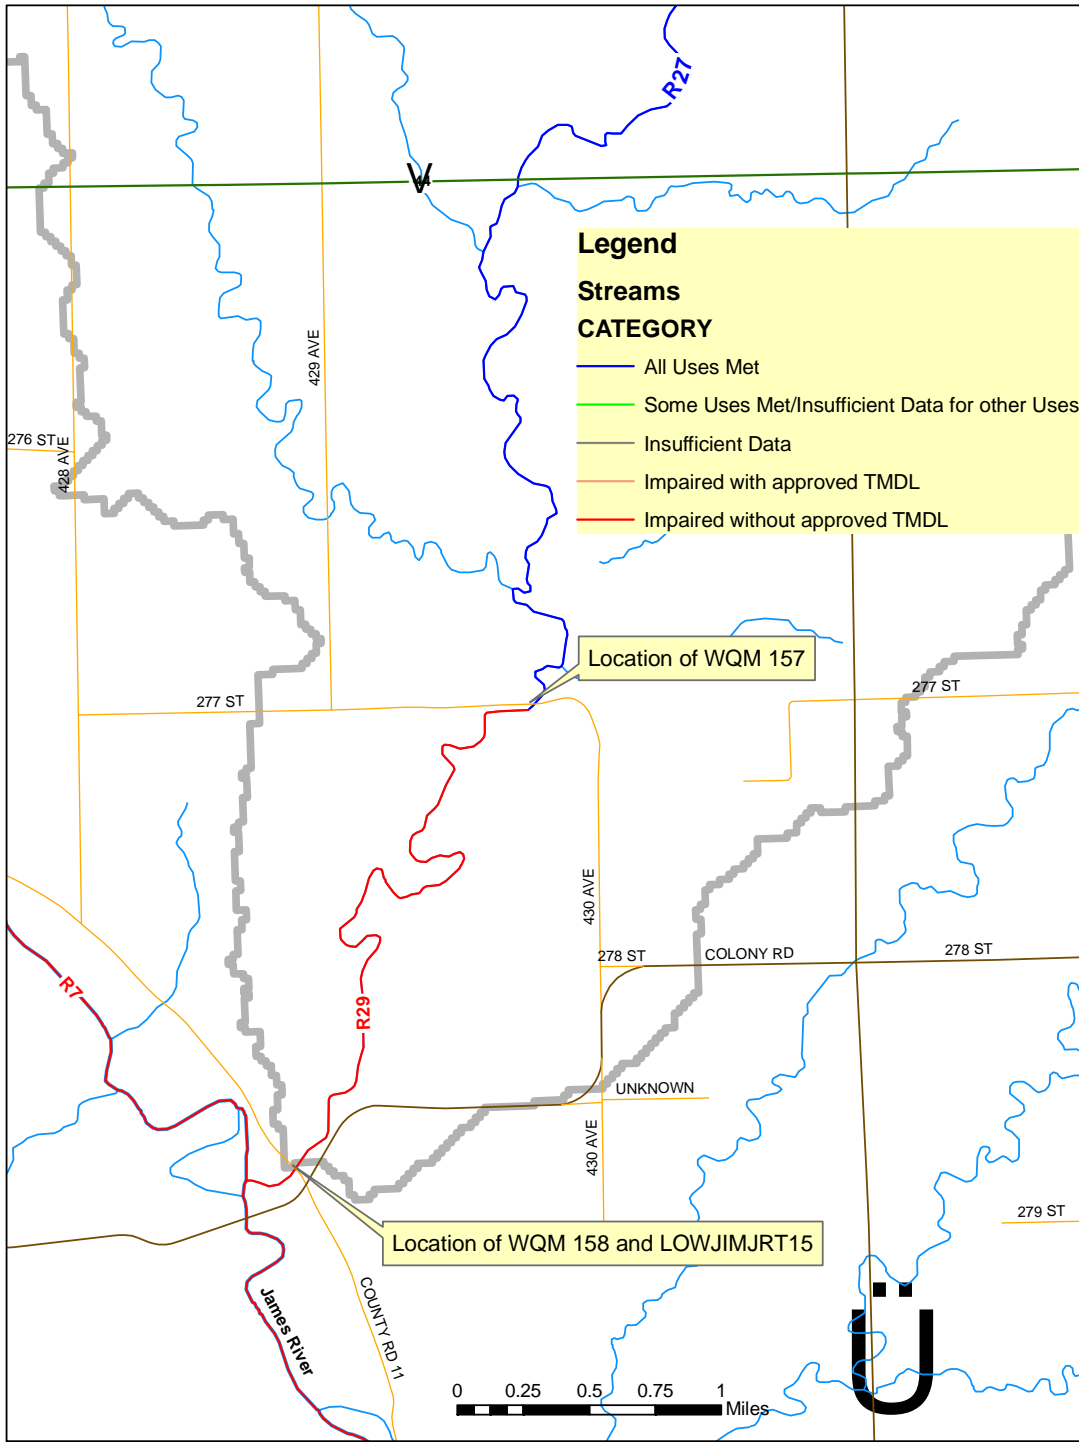 R27
44
Legend
Streams
CATEGORY
All Uses Met
Some Uses Met/Insufficient Data for other Uses
Insufficient Data
Impaired with approved TMDL
Impaired without approved TMDL
429 AVE
276 ST
428 AVE
Location of WQM 157
277 ST
277 ST
430 AVE
278 ST
COLONY RD
278 ST
R7
R29
UNKNOWN
430 AVE
279 ST
Location of WQM 158 and LOWJIMJRT15
James River
COUNTY RD 11
0 0.25 0.5 0.75 1
Miles